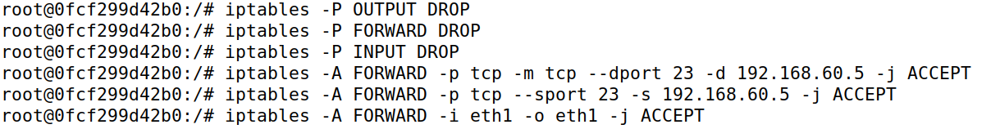 root@0fcf299d42b0:/# iptables -P OUTPUT DROP
root@0fcf299d42b0:/# iptables -P FORWARD DROP
root@0fcf299d42b0:/# iptables -P INPUT DROP
root@0fcf299d42b0:/# iptables -A FORWARD -p tcp -m tcp --dport 23 -d 192.168.60.5 -j ACCEPT
root@0fcf299d42b0:/# iptables -A FORWARD -p tcp --sport 23 -s 192.168.60.5 -j ACCEPT
root@0fcf299d42b0:/# iptables -A FORWARD -i eth1 -o eth1 -j ACCEPT